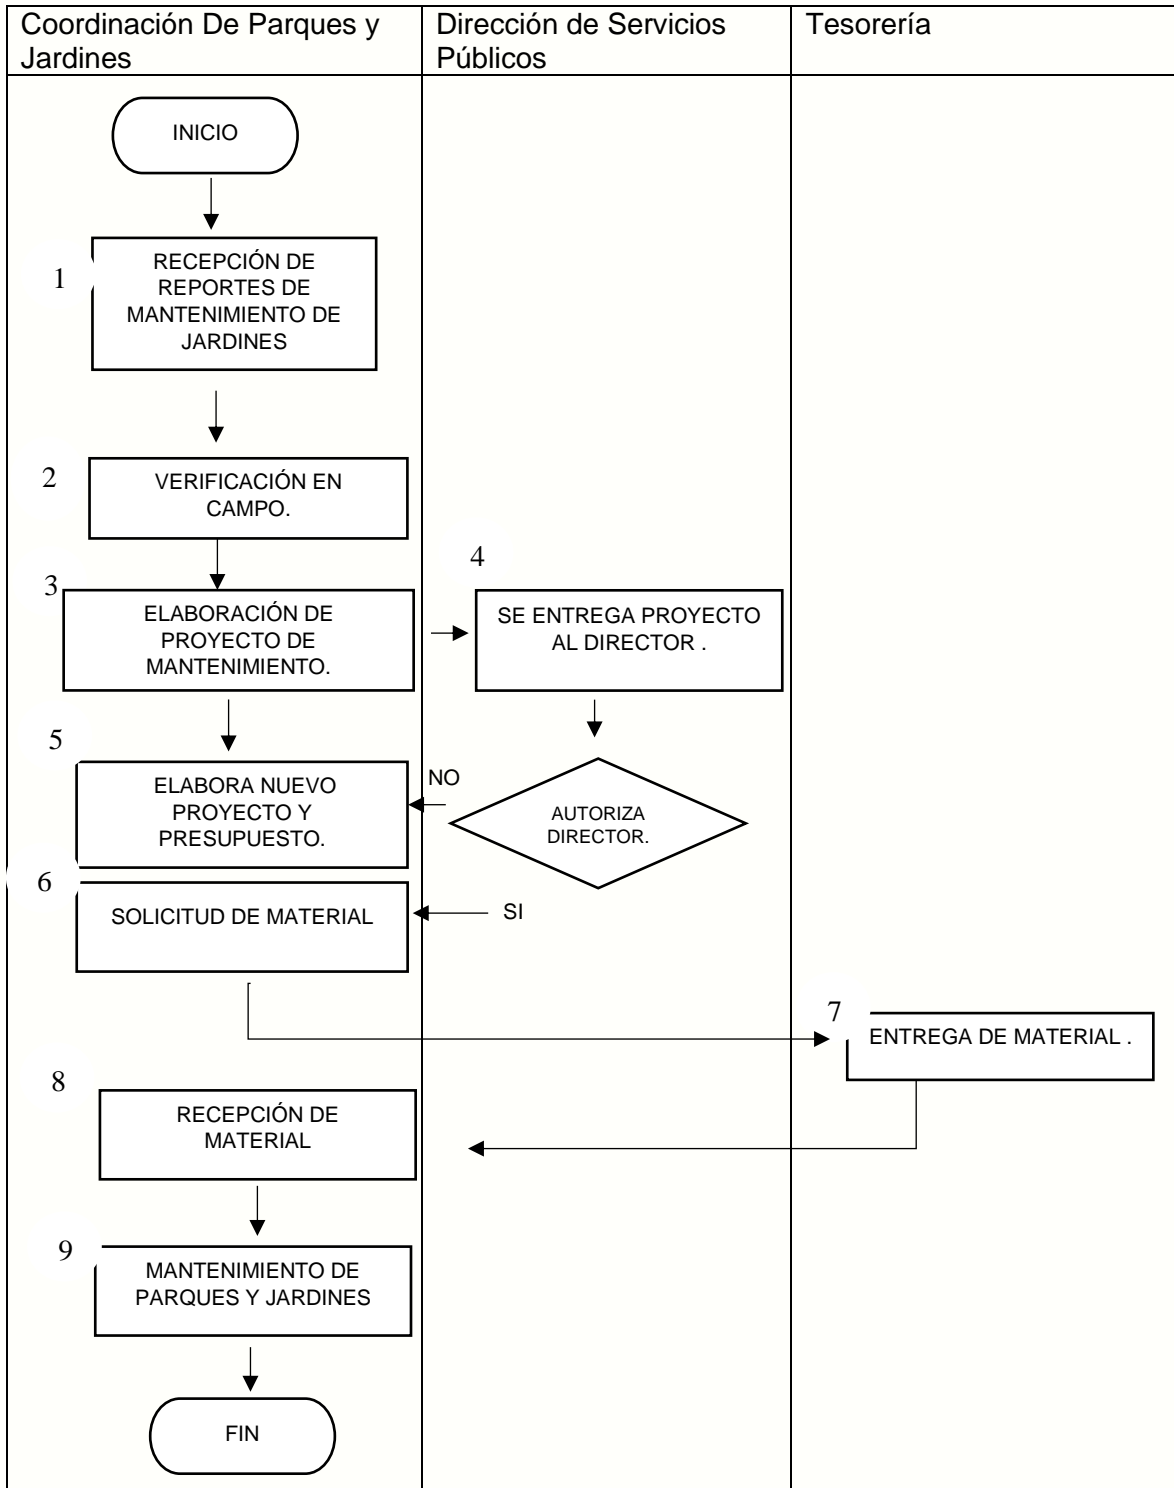 Coordinación De Parques y
Jardines
Dirección de Servicios
Públicos
Tesorería
INICIO
1
RECEPCIÓN DE
REPORTES DE
MANTENIMIENTO DE
JARDINES
2
VERIFICACIÓN EN
CAMPO.
3
ELABORACIÓN DE
PROYECTO DE
MANTENIMIENTO.
4
SE ENTREGA PROYECTO
AL DIRECTOR .
5
ELABORA NUEVO
PROYECTO Y
PRESUPUESTO.
NO
AUTORIZA
DIRECTOR.
6
SOLICITUD DE MATERIAL
SI
7
ENTREGA DE MATERIAL .
8
RECEPCIÓN DE
MATERIAL
9
MANTENIMIENTO DE
PARQUES Y JARDINES
FIN